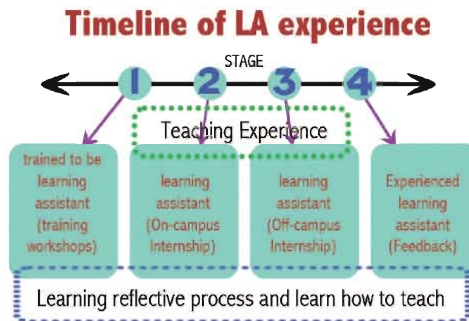 Timeline of LA experience
STAGE
1 2 3 4
Teaching Experience
trained to be
learning
assistant
(training
workshops)
learning
assistant
(On-campus
Internship)
learning
assistant
(Off-campus
Internship)
Experienced
learning
assistant
(Feedback)
Learning reflective process and learn how to teach